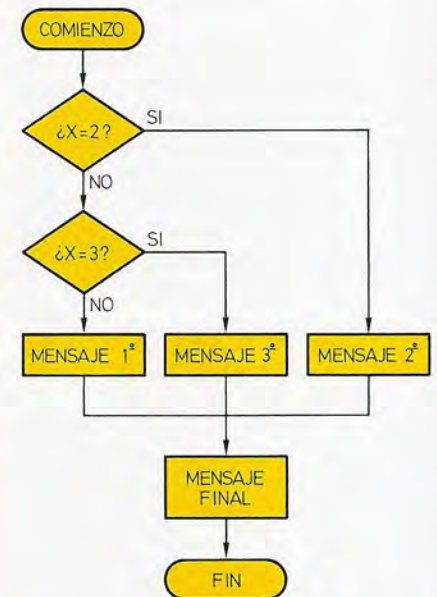 COMIENZO
¿X=2?
SI
NO
¿X=3?
SI
NO
MENSAJE 1º
MENSAJE 3º
MENSAJE 2º
MENSAJE
FINAL
FIN